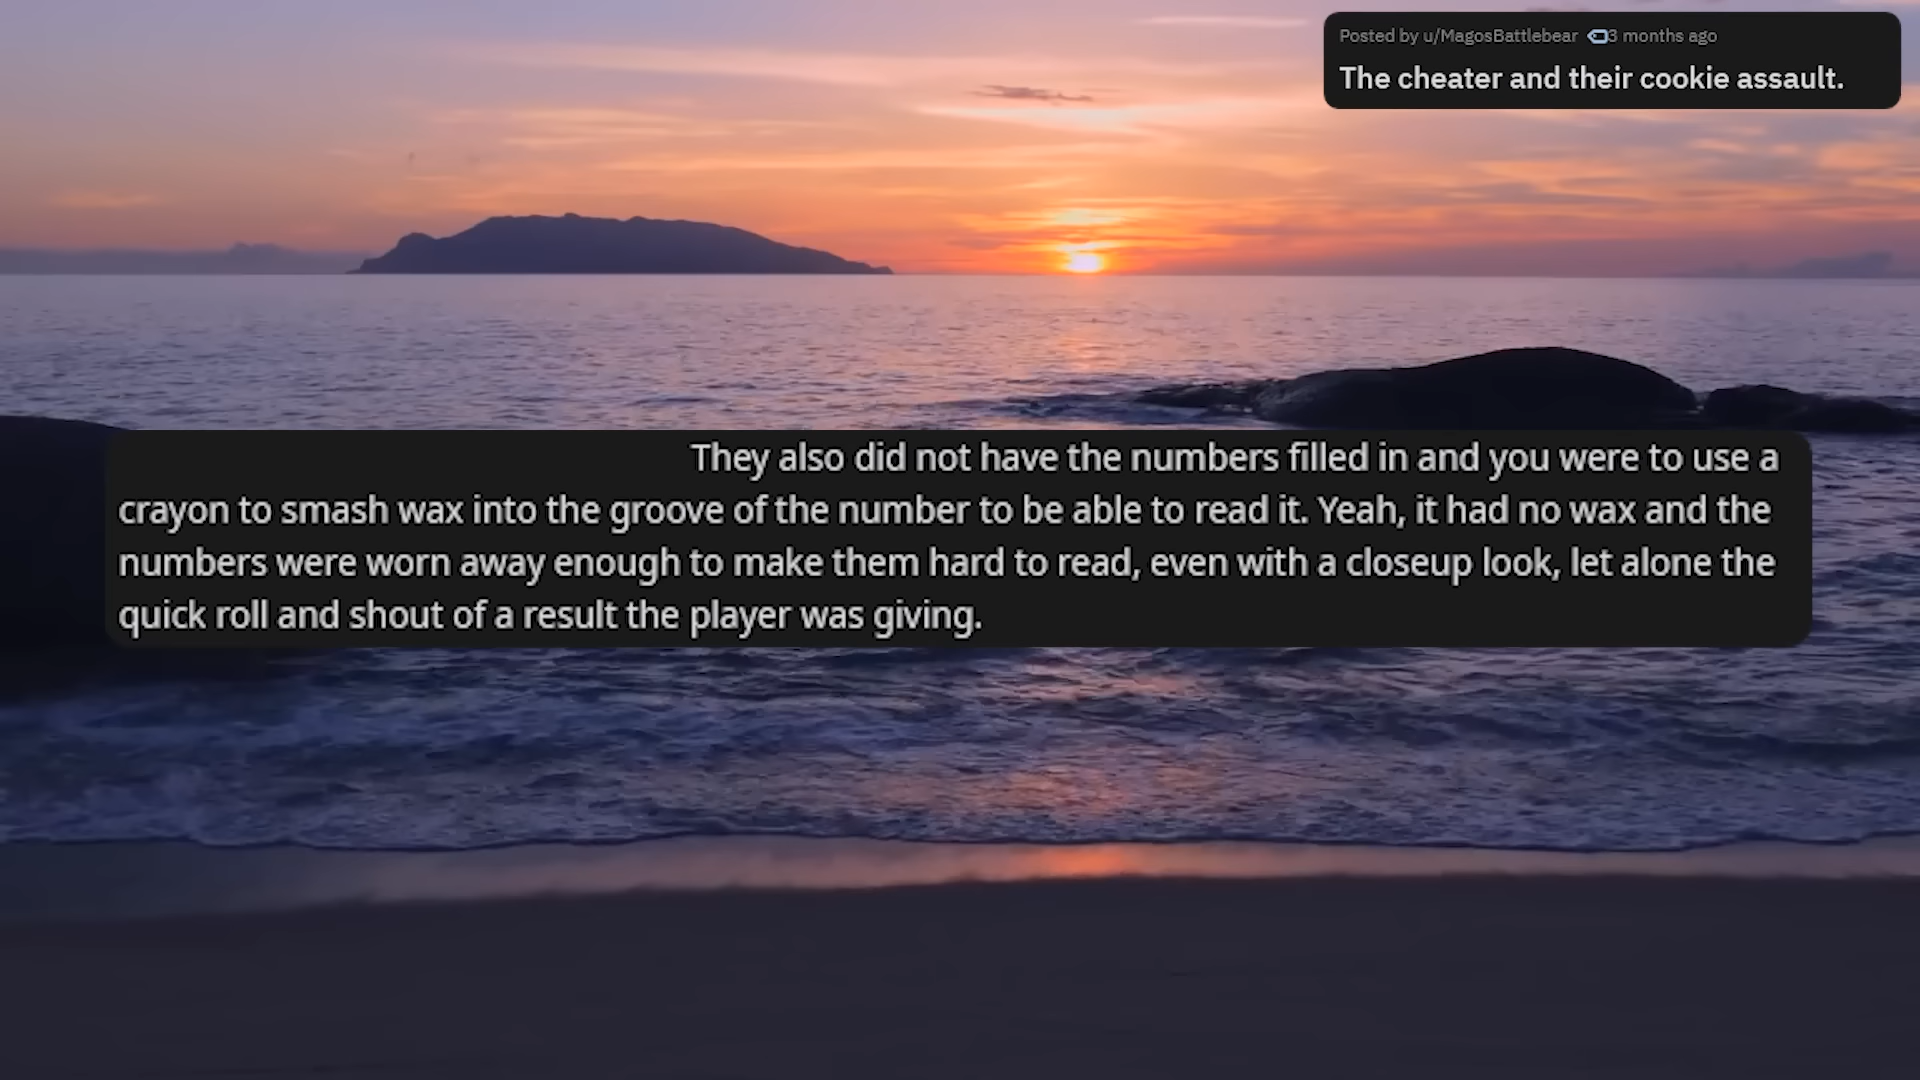 Posted by u/MagosBattlebear 3 months ago
The cheater and their cookie assault.
They also did not have the numbers filled in and you were to use a
crayon to smash wax into the groove of the number to be able to read it. Yeah, it had no wax and the
numbers were worn away enough to make them hard to read, even with a closeup look, let alone the
quick roll and shout of a result the player was giving.